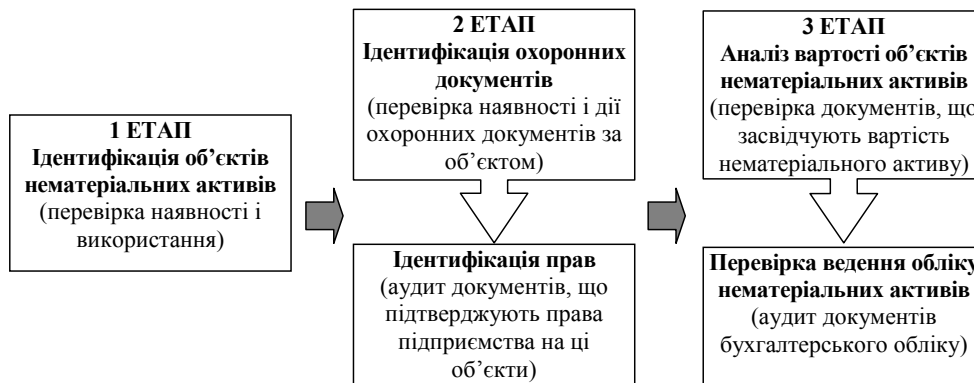 1 ЕТАП
Ідентифікація об’єктів
нематеріальних активів
(перевірка наявності і
використання)
2 ЕТАП
Ідентифікація охоронних
документів
(перевірка наявності і дії
охоронних документів за
об’єктом)
Ідентифікація прав
(аудит документів, що
підтверджують права
підприємства на ці
об’єкти)
3 ЕТАП
Аналіз вартості об’єктів
нематеріальних активів
(перевірка документів, що
засвідчують вартість
нематеріального активу)
Перевірка ведення обліку
нематеріальних активів
(аудит документів
бухгалтерського обліку)